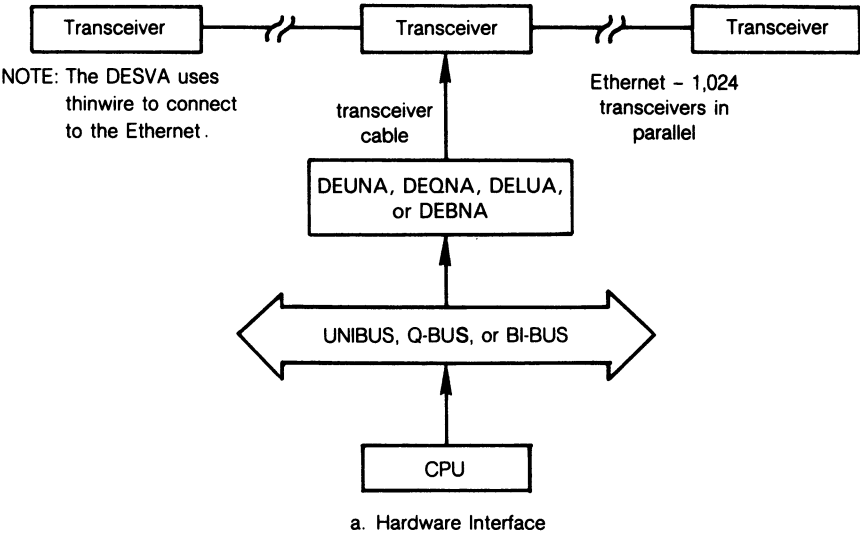 Transceiver
Transceiver
Transceiver
NOTE: The DESVA uses
thinwire to connect
to the Ethernet.
transceiver
cable
Ethernet – 1,024
transceivers in
parallel
DEUNA, DEQNA, DELUA,
or DEBNA
UNIBUS, Q-BUS, or BI-BUS
CPU
a. Hardware Interface